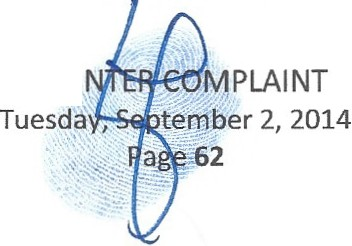 NTER COMPLAINT
Tuesday, September 2, 2014
Page 62